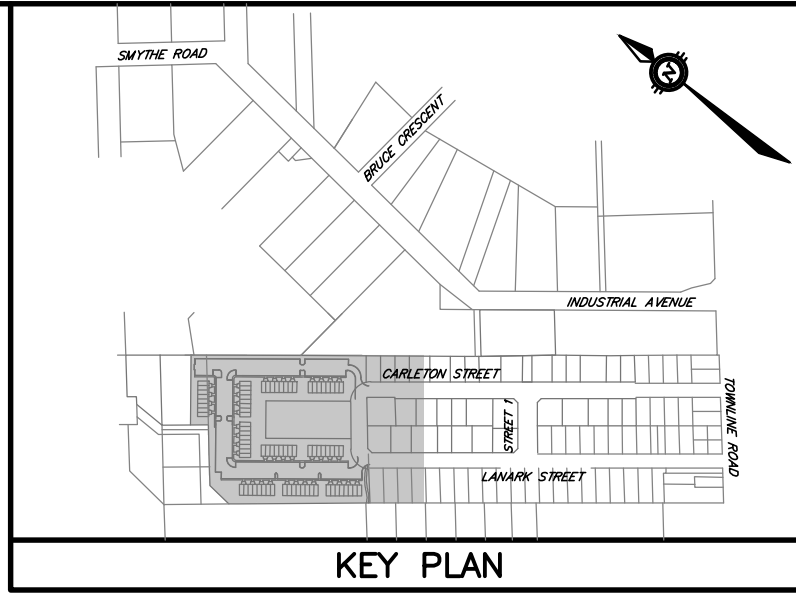 SMYTHE ROAD
N
BRUCE CRESCENT
INDUSTRIAL AVENUE
CARLETON STREET
STREET 1
TOWNLINE ROAD
LANARK STREET
KEY PLAN